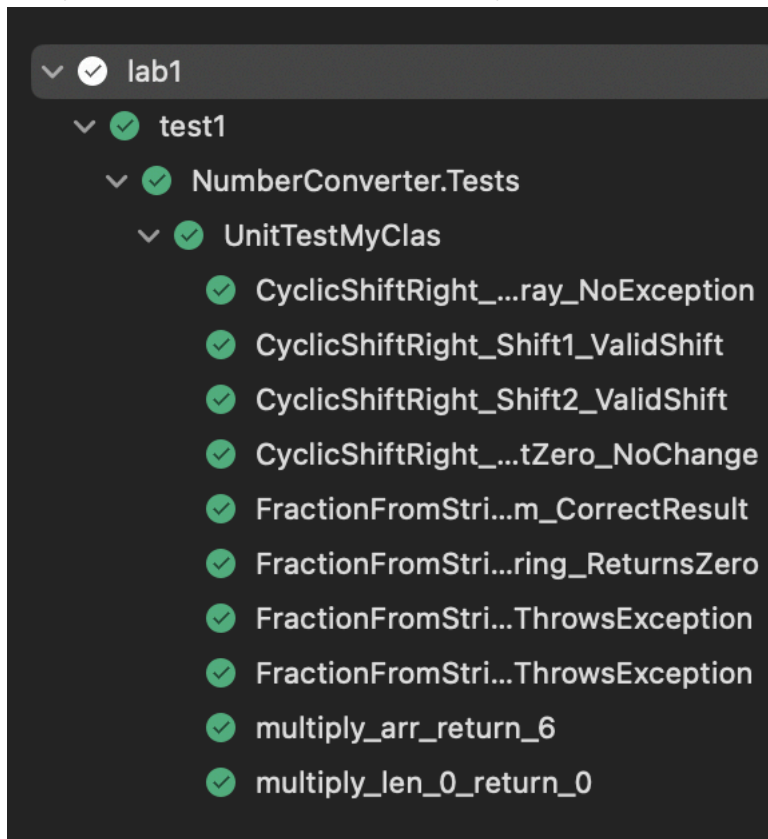 lab1
test1
NumberConverter.Tests
UnitTestMyClas
CyclicShiftRight_...ray_NoException
CyclicShiftRight_Shift1_ValidShift
CyclicShiftRight_Shift2_ValidShift
CyclicShiftRight_...tZero_NoChange
FractionFromStri...m_CorrectResult
FractionFromStri...ring_ReturnsZero
FractionFromStri...ThrowsException
FractionFromStri...ThrowsException
multiply_arr_return_6
multiply_len_0_return_0